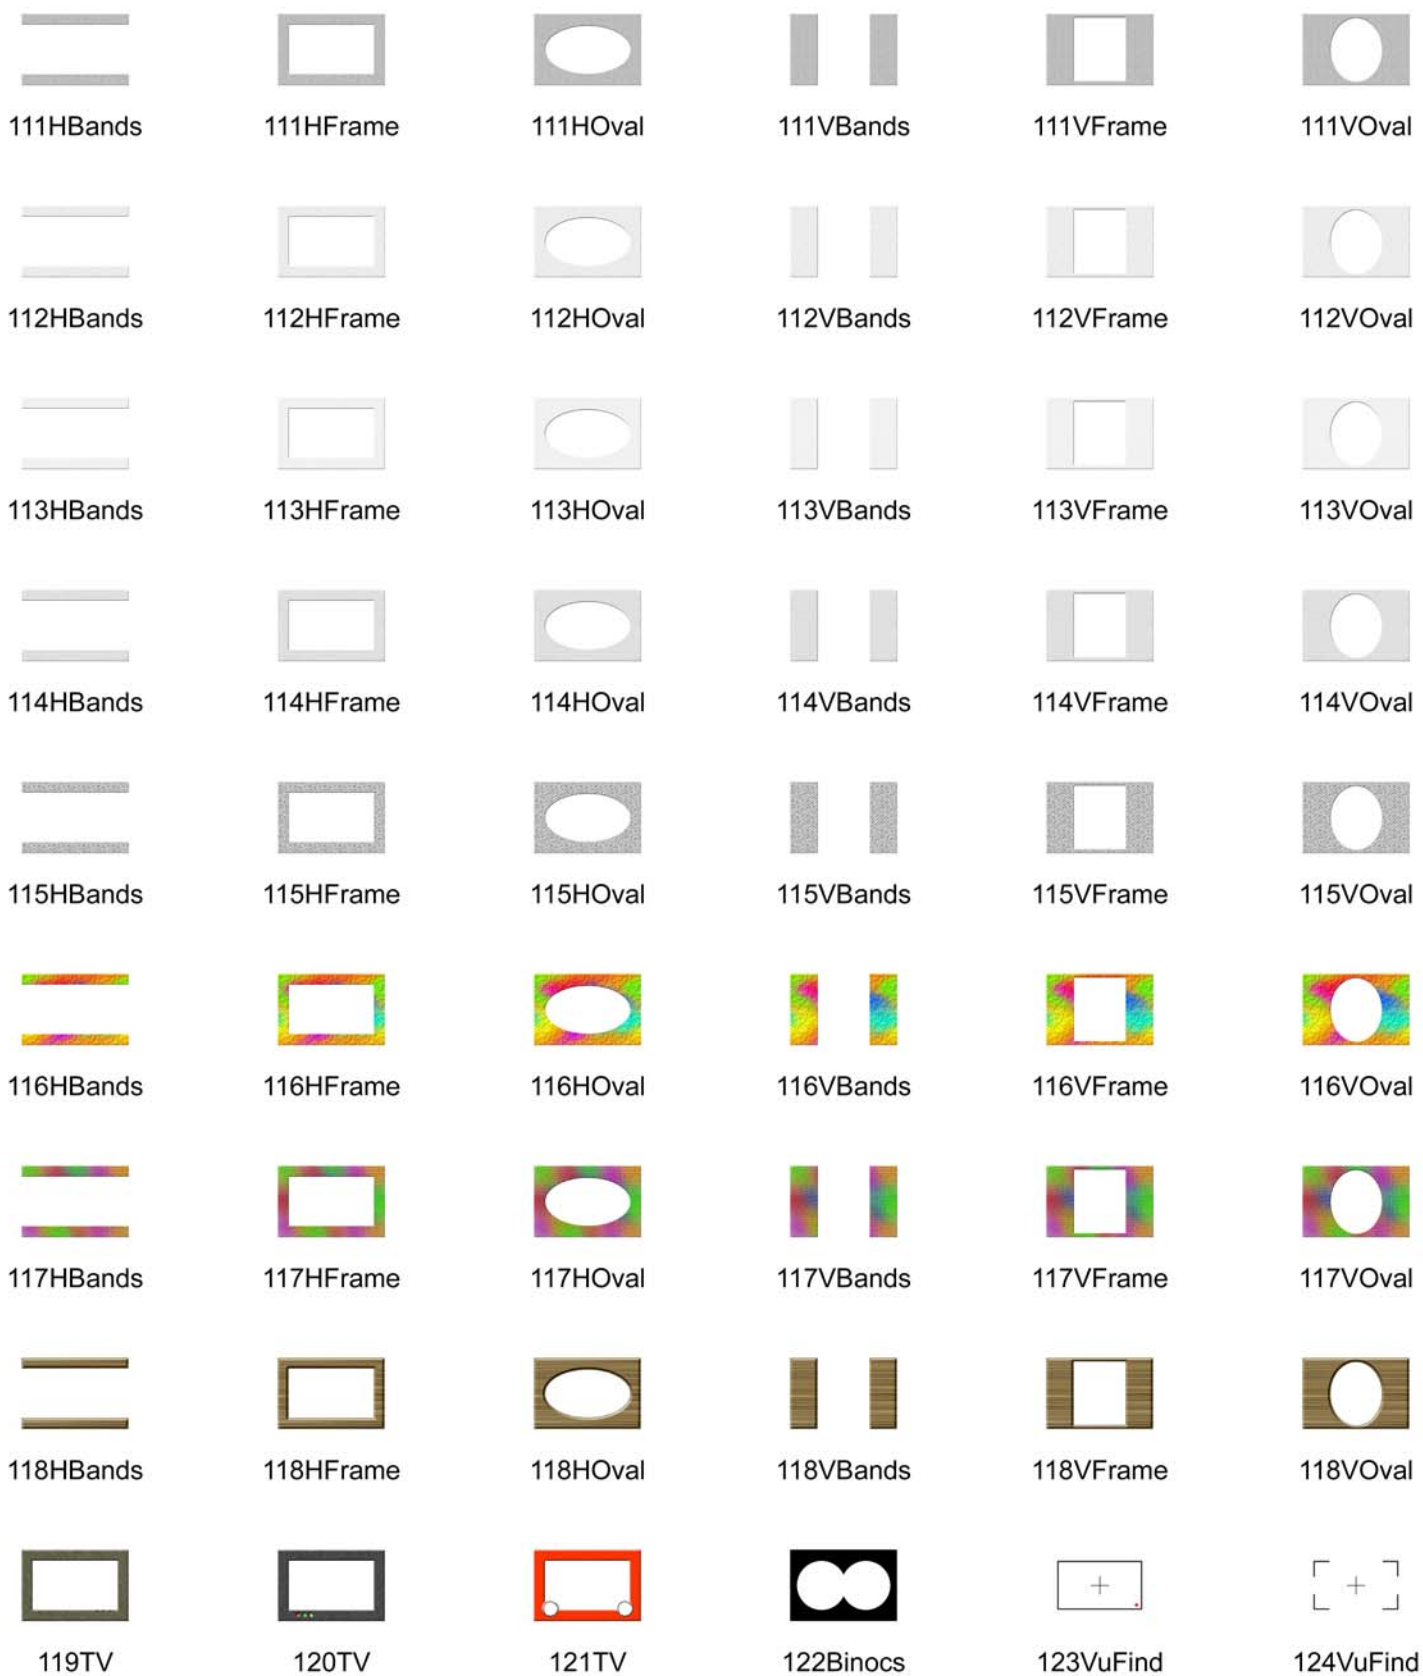 111HBands 111HFrame 111HOval 111VBands 111VFrame 111VOval
112HBands 112HFrame 112HOval 112VBands 112VFrame 112VOval
113HBands 113HFrame 113HOval 113VBands 113VFrame 113VOval
114HBands 114HFrame 114HOval 114VBands 114VFrame 114VOval
115HBands 115HFrame 115HOval 115VBands 115VFrame 115VOval
116HBands 116HFrame 116HOval 116VBands 116VFrame 116VOval
117HBands 117HFrame 117HOval 117VBands 117VFrame 117VOval
118HBands 118HFrame 118HOval 118VBands 118VFrame 118VOval
119TV 120TV 121TV 122Binocs 123VuFind 124VuFind